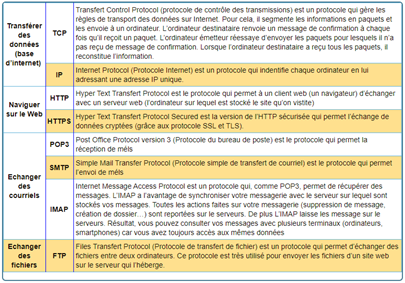 Transférer
des
données
(base
d'internet)
TCP
Transfert Control Protocol (protocole de contrôle des transmissions) est un protocole qui gère les
règles de transport des données sur Internet. Pour cela, il segmente les informations en paquets et
les envoie à un ordinateur. L'ordinateur destinataire renvoie un message de confirmation à chaque
fois qu'il reçoit un paquet. L'ordinateur émetteur réessaie d'envoyer les paquets pour lesquels il n'a
pas reçu de message de confirmation. Lorsque l'ordinateur destinataire a reçu tous les paquets, il
reconstitue l'information.
IP
Internet Protocol (Protocole Internet) est un protocole qui indentifie chaque ordinateur en lui
adressant une adresse IP unique.
Naviguer
sur le Web
HTTP
Hyper Text Transfert Protocol est le protocole qui permet à un client web (un navigateur) d'échanger
avec un serveur web (l'ordinateur sur lequel est stocké le site qu'on visite)
HTTPS
Hyper Text Transfert Protocol Secured est la version de l'HTTP sécurisée qui permet l'échange de
données cryptées (grâce aux protocole SSL et TLS).
Echanger
des
courriels
POP3
Post Office Protocol version 3 (Protocole du bureau de poste) est le protocole qui permet la
réception de méls
SMTP
Simple Mail Transfer Protocol (Protocole simple de transfert de courriel) est le protocole qui permet
l'envoi de méls
IMAP
Internet Message Access Protocol est un protocole qui, comme POP3, permet de récupérer des
messages. L'IMAP a l'avantage de synchroniser votre messagerie avec le serveur sur lequel sont
stockés vos messages. Toutes les actions faites sur votre messagerie (suppression de message,
création de dossier…) sont reportées sur le serveurs. De plus L'IMAP laisse les message sur le
serveurs. Résultat, vous pouvez consulter vos messages avec plusieurs terminaux (ordinateurs,
smartphones) car vous avez toujours accès aux mêmes données
Echanger
des
fichiers
FTP
Files Transfert Protocol (Protocole de transfert de fichier) est un protocole qui permet d'échanger des
fichiers entre deux ordinateurs. Ce protocole est très utilisé pour envoyer les fichiers d'un site web
sur le serveur qui l'héberge.